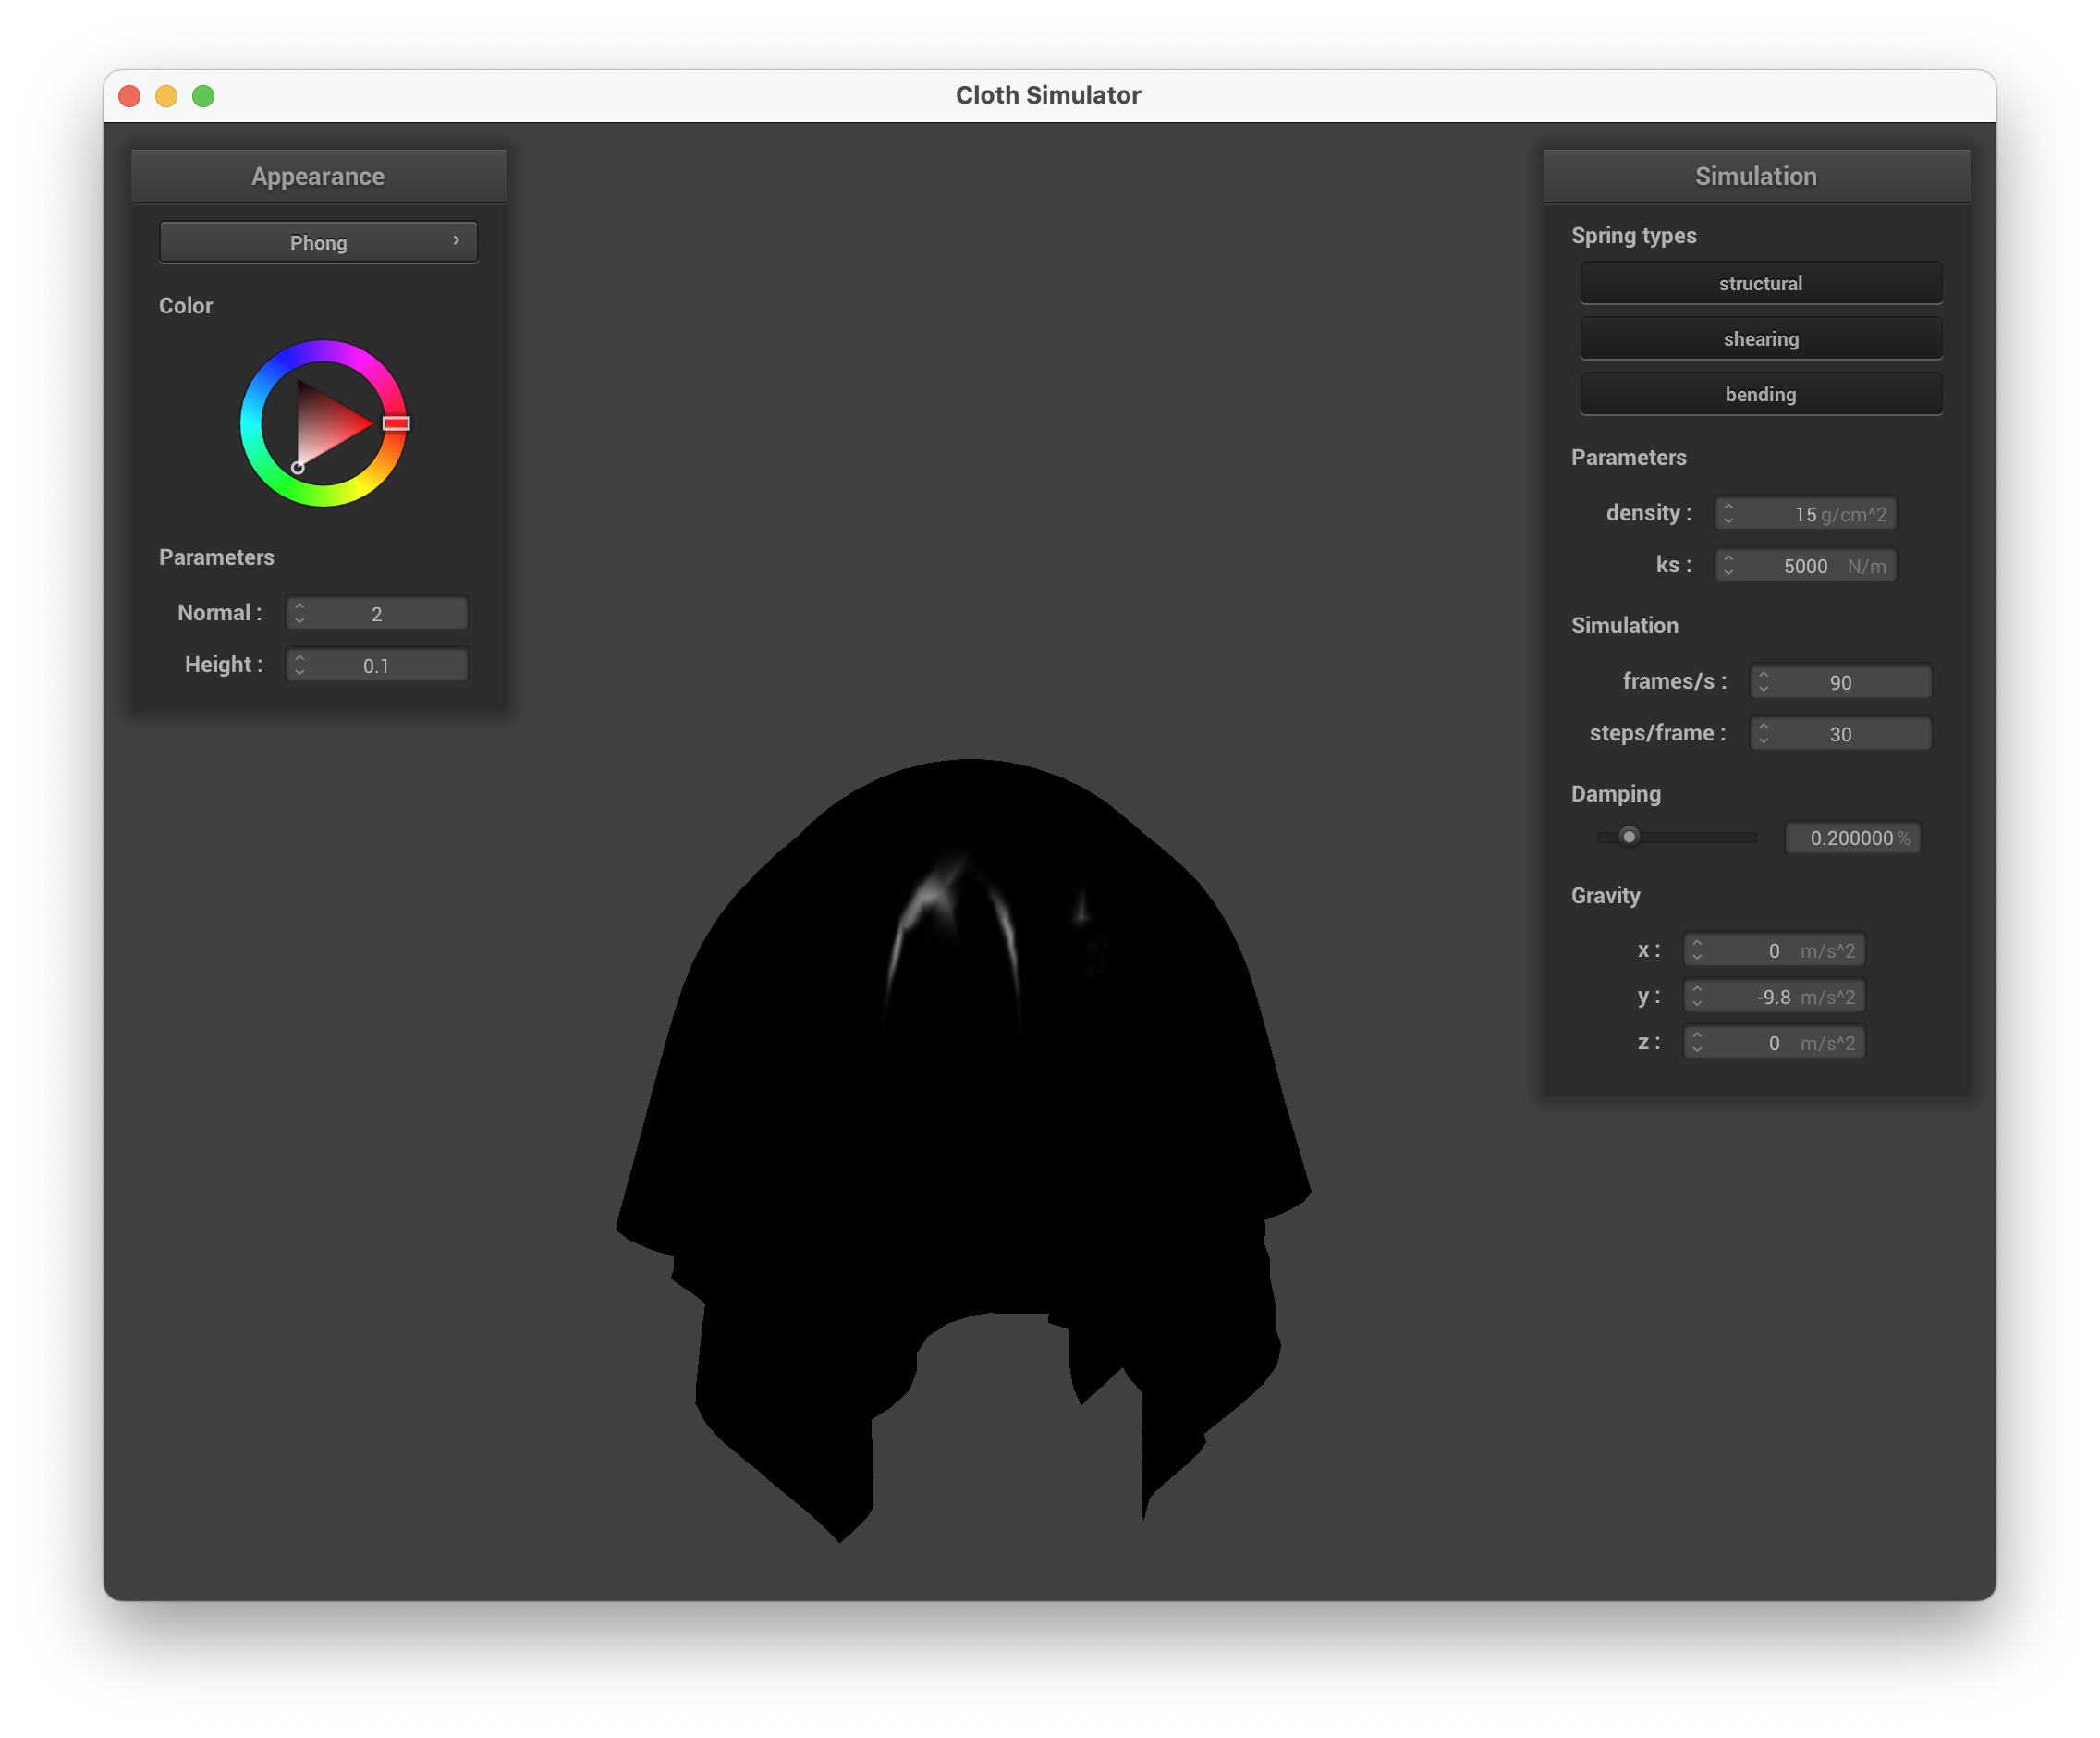 Cloth Simulator
Appearance
Phong
Color
Parameters
Normal : 2
Height : 0.1
Simulation
Spring types
structural
shearing
bending
Parameters
density : 15 g/cm^2
ks : 5000 N/m
Simulation
frames/s : 90
steps/frame : 30
Damping
0.200000 %
Gravity
x : 0 m/s^2
y : -9.8 m/s^2
z : 0 m/s^2